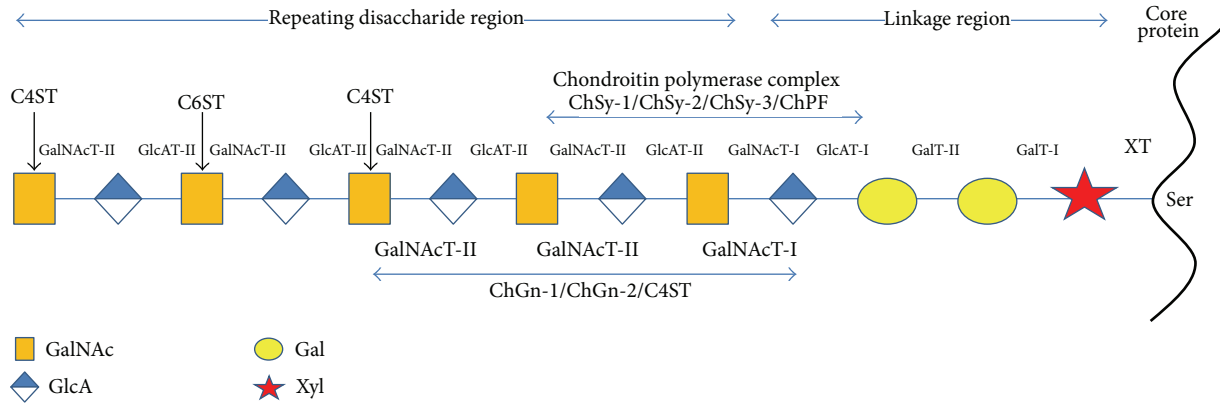 Repeating disaccharide region
Linkage region
Core
protein
Chondroitin polymerase complex
ChSy-1/ChSy-2/ChSy-3/ChPF
C4ST
C6ST
C4ST
GalNAcT-II
GlcAT-II
GalNAcT-II
GlcAT-II
GalNAcT-II
GlcAT-II
GalNAcT-II
GlcAT-II
GalNAcT-I
GlcAT-I
GalT-II
GalT-I
XT
Ser
GalNAcT-II
GalNAcT-II
GalNAcT-I
ChGn-1/ChGn-2/C4ST
GalNAc
Gal
GlcA
Xyl